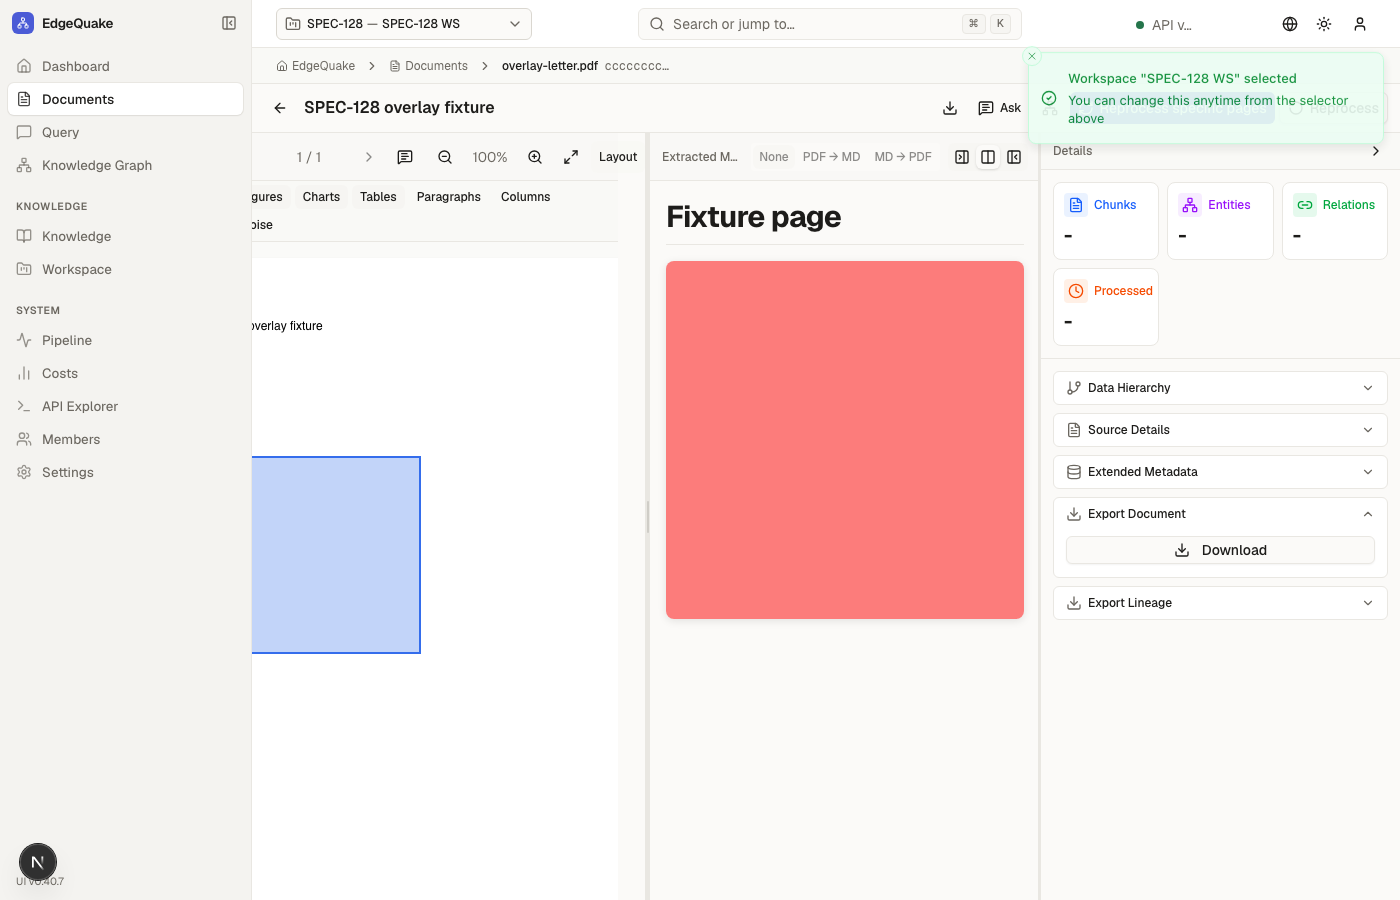 EdgeQuake
Dashboard
Documents
Query
Knowledge Graph
KNOWLEDGE
Knowledge
Workspace
SYSTEM
Pipeline
Costs
API Explorer
Members
Settings
N
UI v0.40.7
SPEC-128 — SPEC-128 WS
Search or jump to...
⌘ K
API v...
EdgeQuake > Documents > overlay-letter.pdf cccccccc...
SPEC-128 overlay fixture
Ask
Reprocess
Workspace "SPEC-128 WS" selected
You can change this anytime from the selector
above
1 / 1
100%
Layout
gures Charts Tables Paragraphs Columns
oise
overlay fixture
Extracted M... None PDF → MD MD → PDF
Fixture page
Details
Chunks
-
Entities
-
Relations
-
Processed
-
Data Hierarchy
Source Details
Extended Metadata
Export Document
Download
Export Lineage